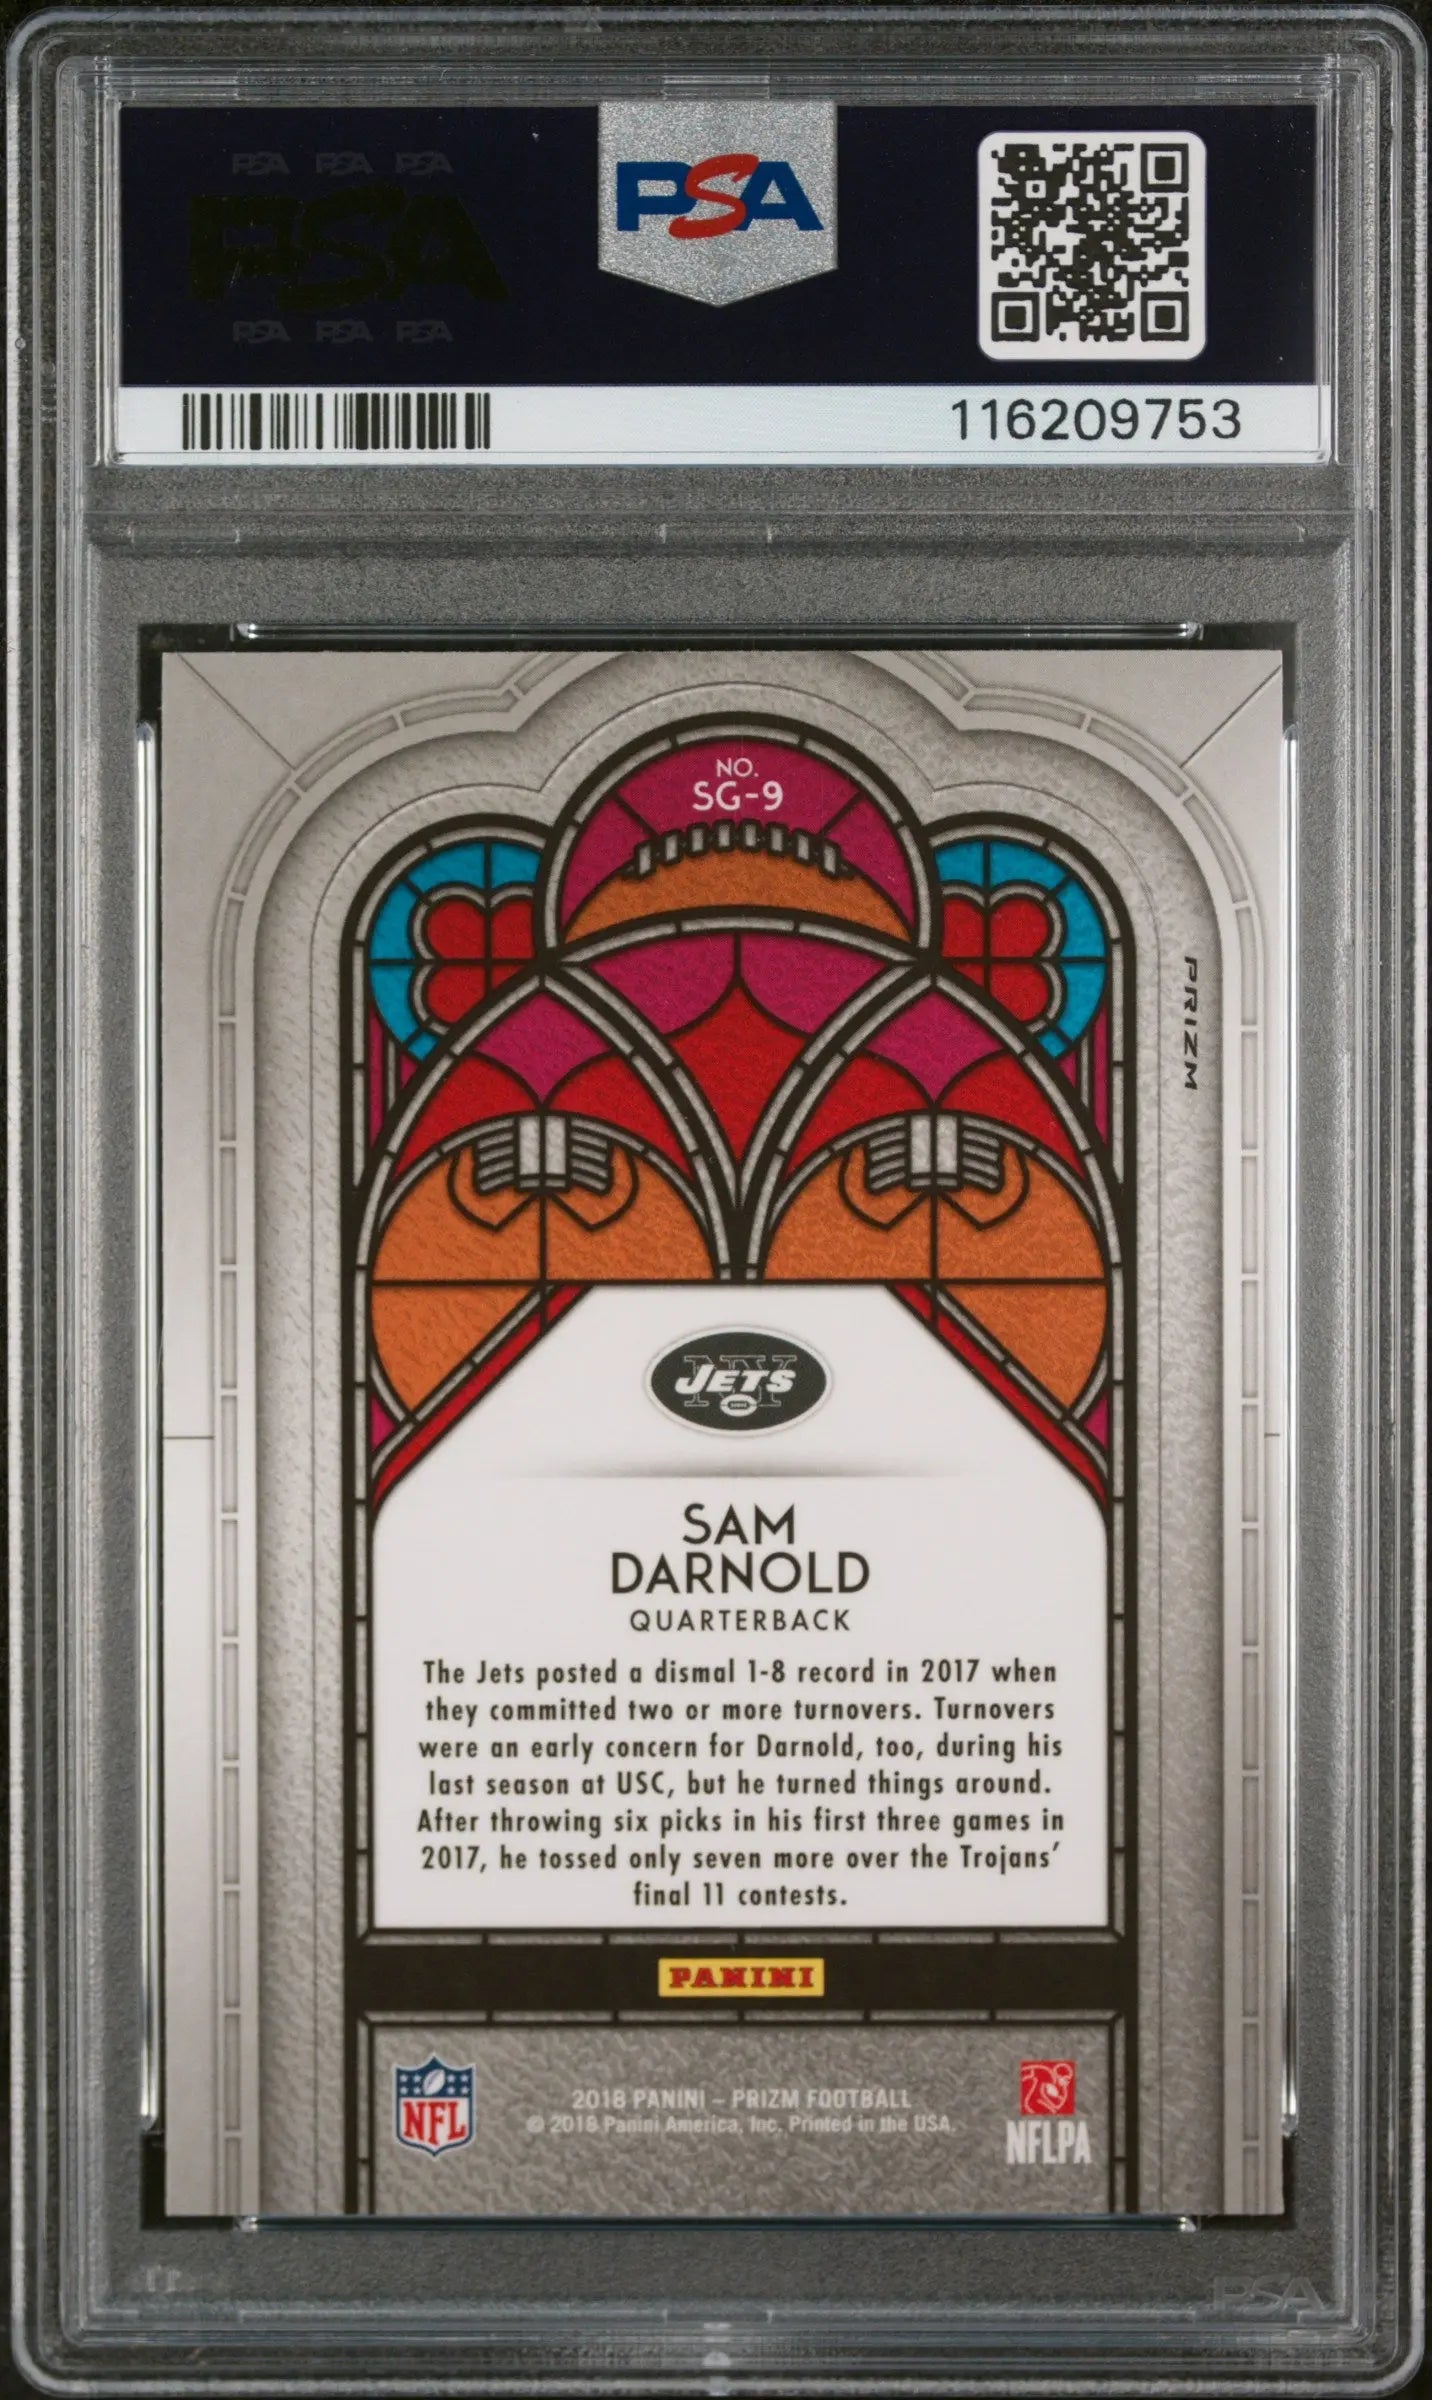 PSA PSA PSA
PSA
PSA
PSA PSA PSA
116209753
NO.
SG-9
PRIZM
NY
JETS
SAM
DARNOLD
QUARTERBACK
The Jets posted a dismal 1-8 record in 2017 when
they committed two or more turnovers. Turnovers
were an early concern for Darnold, too, during his
last season at USC, but he turned things around.
After throwing six picks in his first three games in
2017, he tossed only seven more over the Trojans'
final 11 contests.
PANINI
NFL
2018 PANINI – PRIZM FOOTBALL
© 2018 Panini America, Inc. Printed in the USA.
NFLPA
PSA